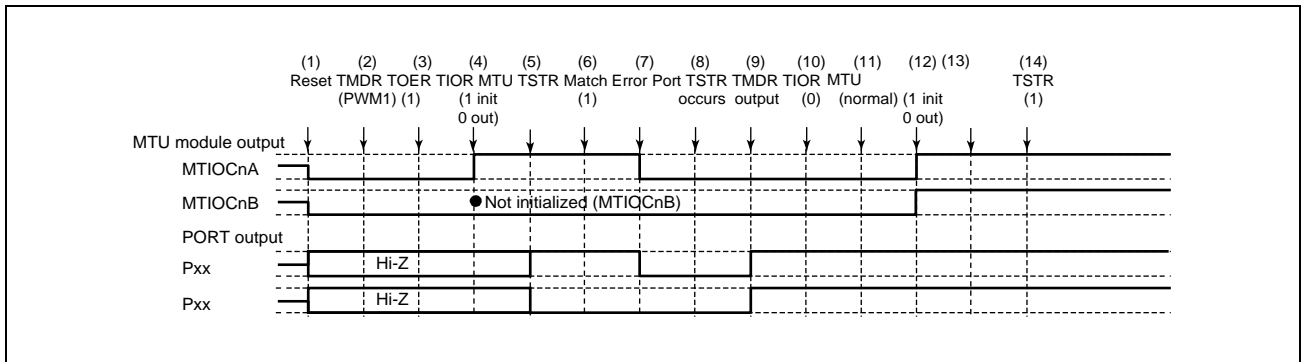 (1) (2) (3) (4) (5) (6) (7) (8) (9) (10) (11) (12) (13) (14)
Reset TMDR TOER TIOR MTU TSTR Match Error Port TSTR TMDR TIOR MTU TSTR
(PWM1) (1) (1 init (1) occurs output (0) (normal) (1 init (1)
0 out) 0 out)
MTU module output
MTIOCnA
MTIOCnB Not initialized (MTIOCnB)
PORT output
Pxx Hi-Z
Pxx Hi-Z